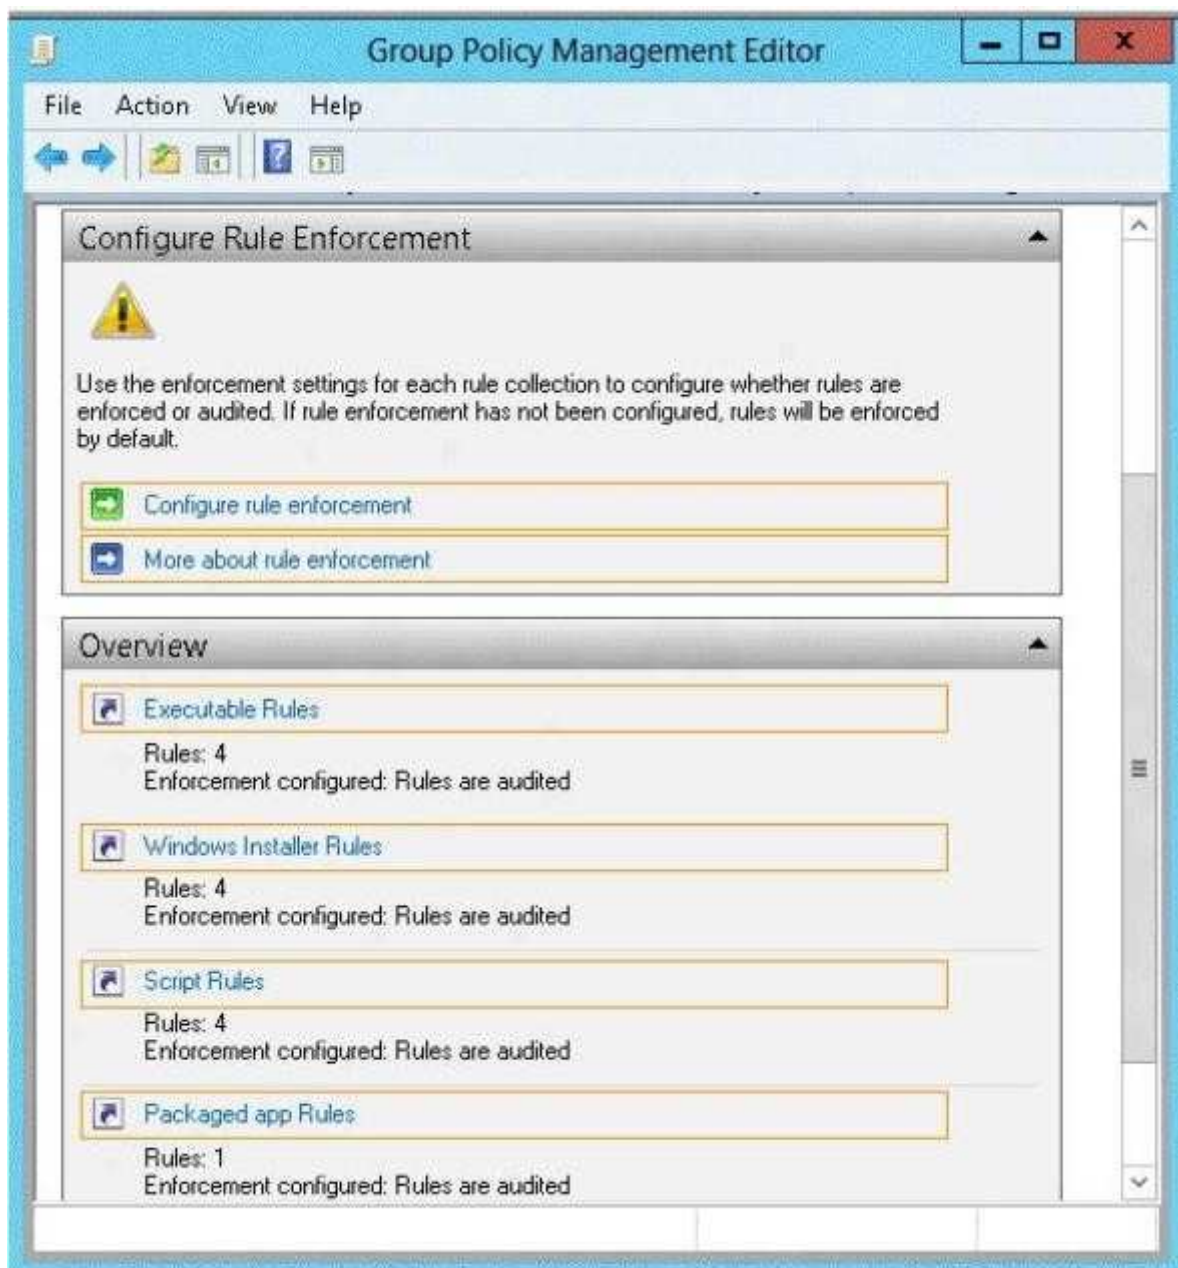 Group Policy Management Editor
File Action View Help
Configure Rule Enforcement
Use the enforcement settings for each rule collection to configure whether rules are
enforced or audited. If rule enforcement has not been configured, rules will be enforced
by default.
Configure rule enforcement
More about rule enforcement
Overview
Executable Rules
Rules: 4
Enforcement configured: Rules are audited
Windows Installer Rules
Rules: 4
Enforcement configured: Rules are audited
Script Rules
Rules: 4
Enforcement configured: Rules are audited
Packaged app Rules
Rules: 1
Enforcement configured: Rules are audited